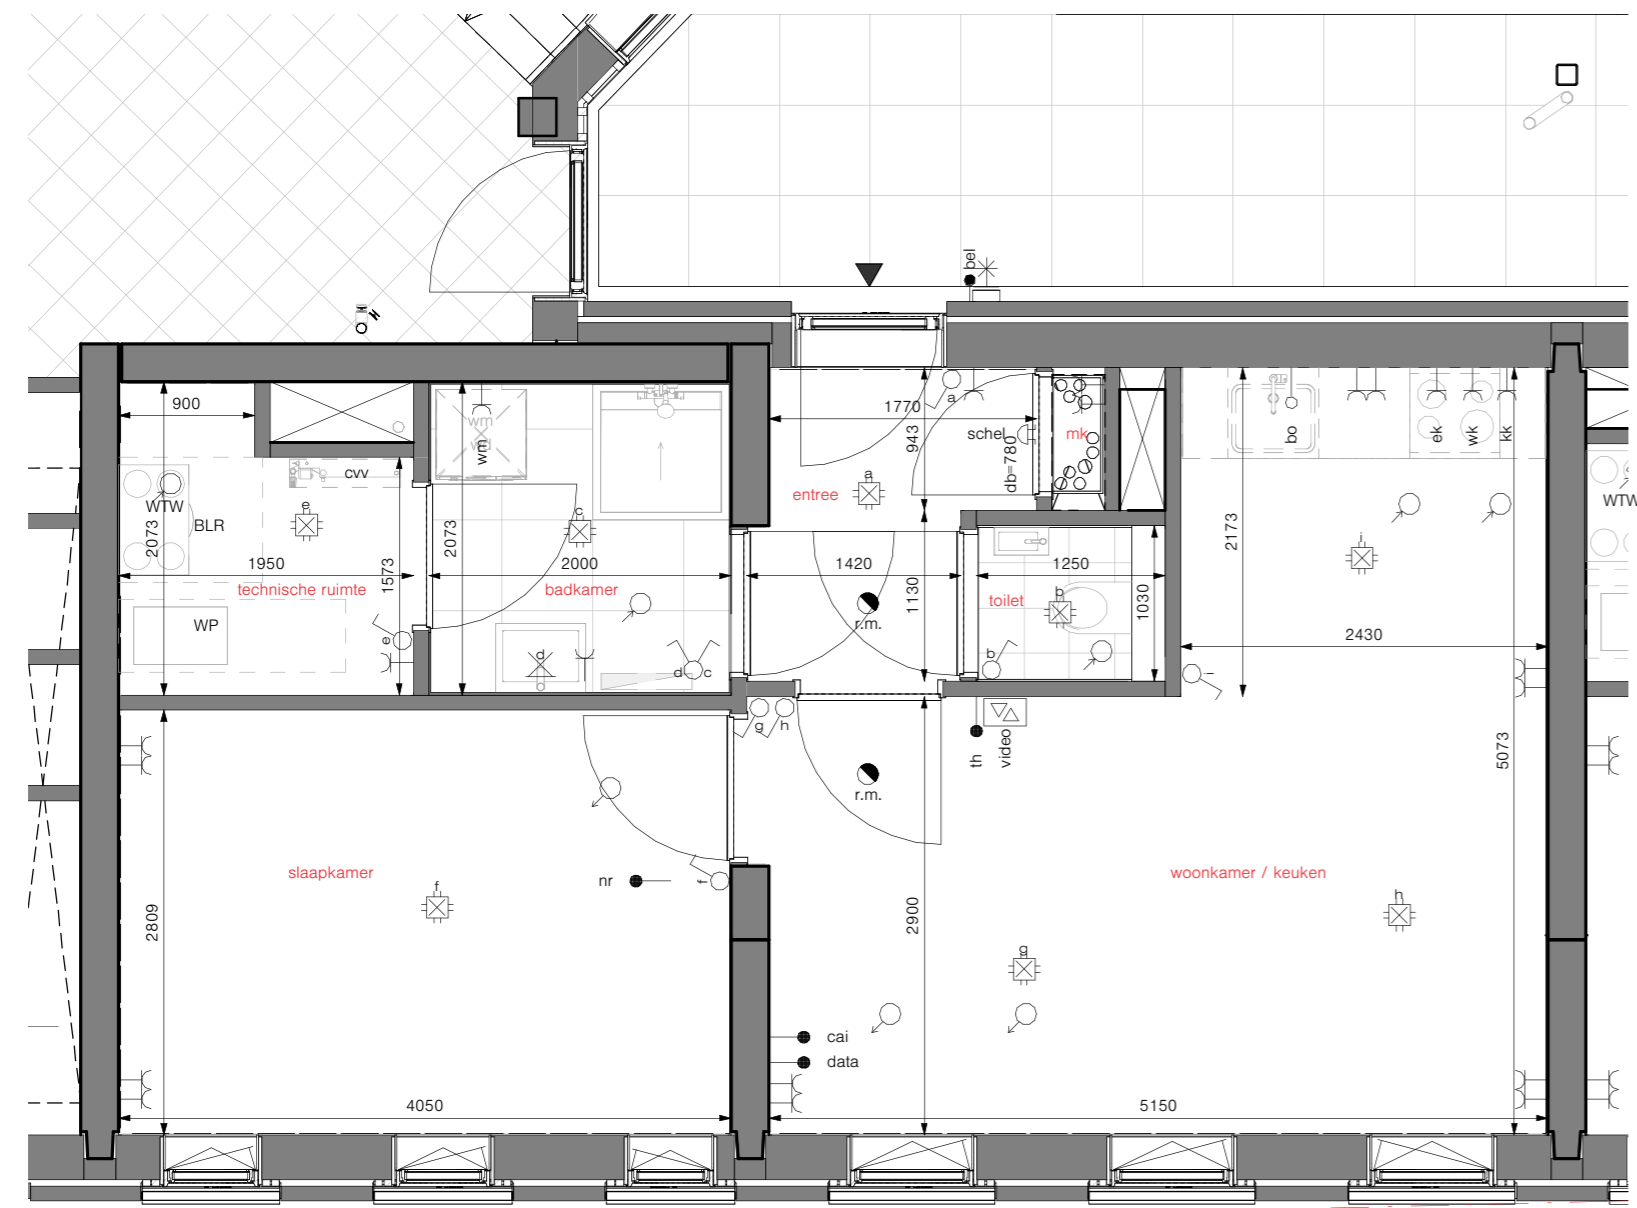 bel
900
1770
a
943
schel
mk
db=780
wm
wm
wm
cvv
WTW
BLR
2073
e
1950
1573
technische ruimte
WP
e
2073
c
2000
badkamer
d
d
c
entree
a
1420
1130
r.m.
1250
toilet
b
1030
b
bo
ek
wk
kk
WTW
2173
i
2430
i
g
h
th
video
r.m.
5073
slaapkamer
f
nr
f
2809
4050
woonkamer / keuken
h
2900
g
cai
data
5150